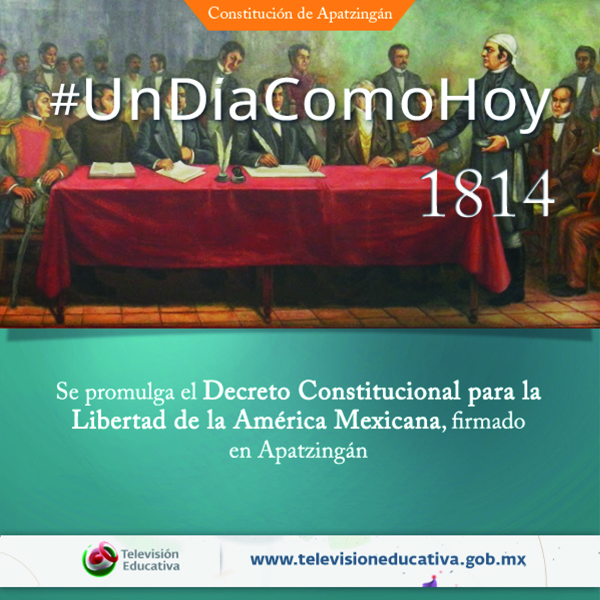 Constitución de Apatzingán
#UnDíaComoHoy
1814
Se promulga el Decreto Constitucional para la
Libertad de la América Mexicana, firmado
en Apatzingán
Televisión
Educativa
www.televisioneducativa.gob.mx